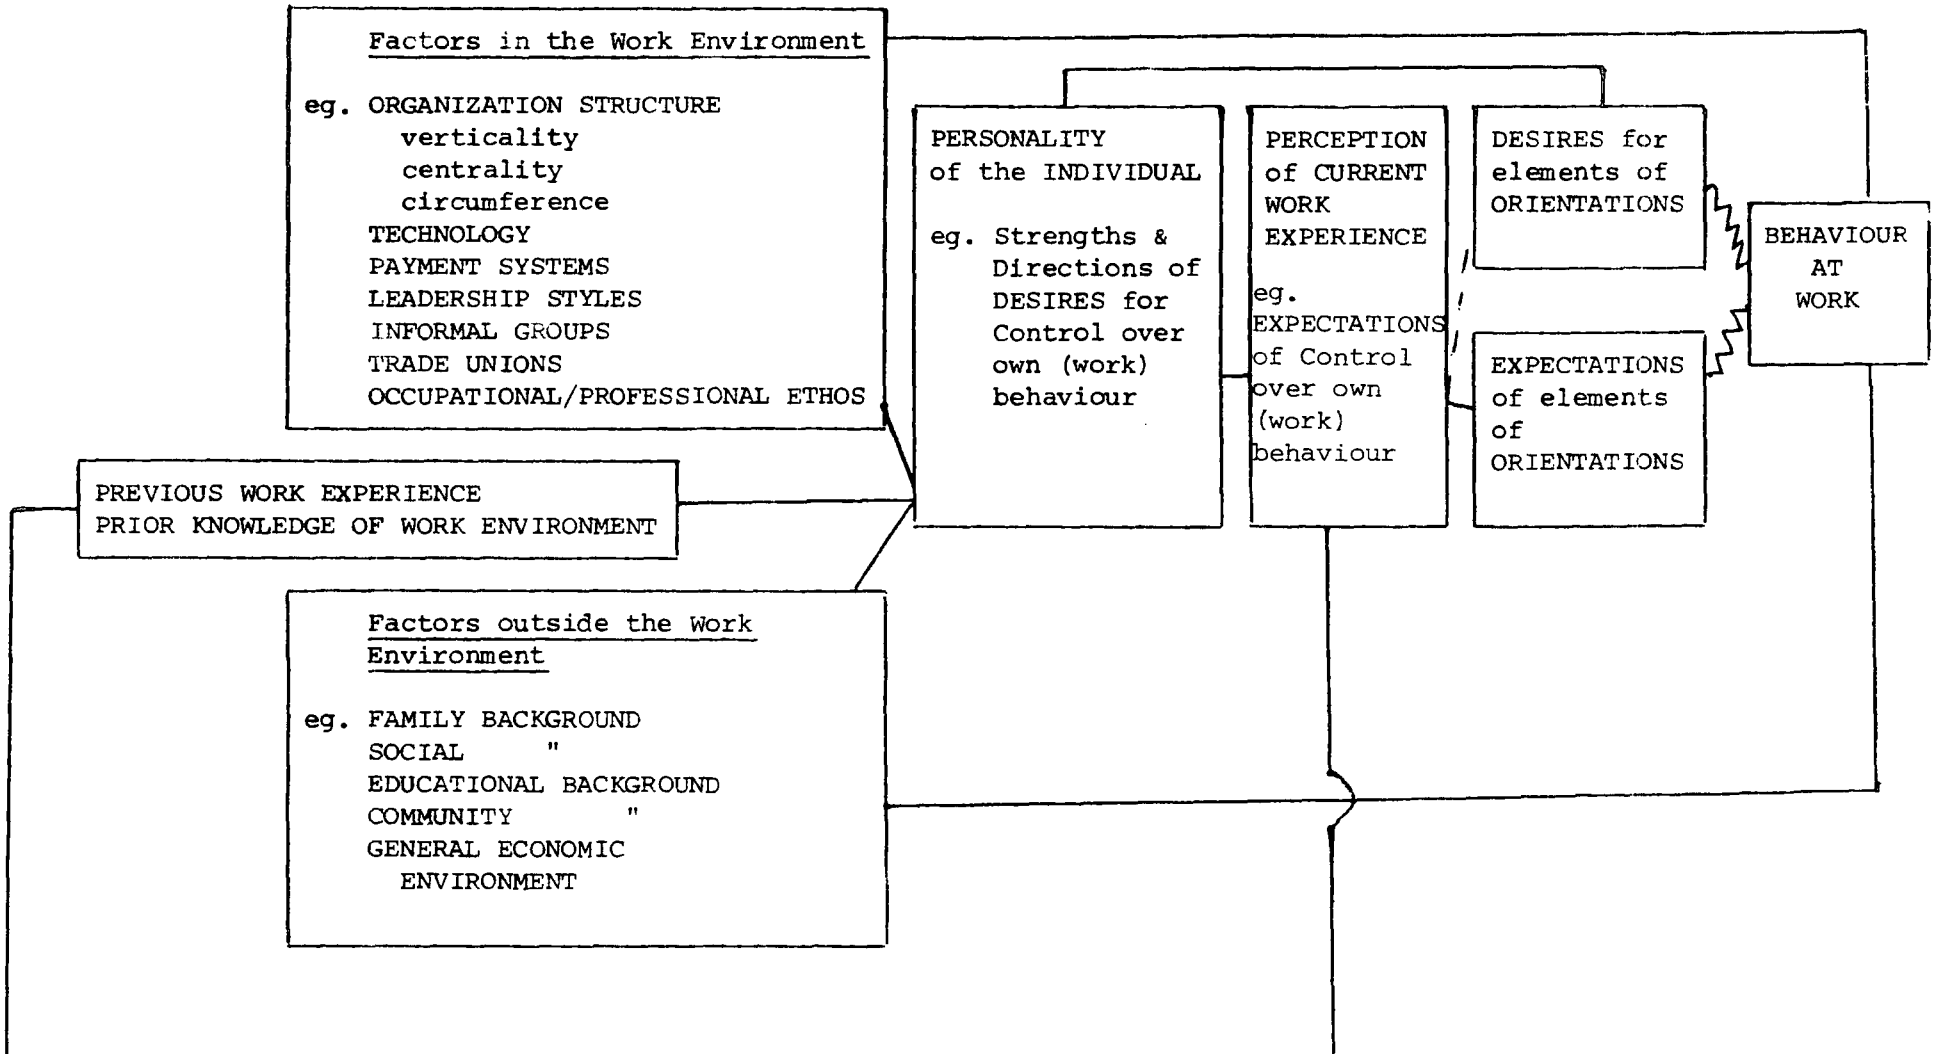 Factors in the Work Environment
eg. ORGANIZATION STRUCTURE
verticality
centrality
circumference
TECHNOLOGY
PAYMENT SYSTEMS
LEADERSHIP STYLES
INFORMAL GROUPS
TRADE UNIONS
OCCUPATIONAL/PROFESSIONAL ETHOS
PREVIOUS WORK EXPERIENCE
PRIOR KNOWLEDGE OF WORK ENVIRONMENT
Factors outside the Work
Environment
eg. FAMILY BACKGROUND
SOCIAL "
EDUCATIONAL BACKGROUND
COMMUNITY "
GENERAL ECONOMIC
ENVIRONMENT
PERSONALITY
of the INDIVIDUAL
eg. Strengths &
Directions of
DESIRES for
Control over
own (work)
behaviour
PERCEPTION
of CURRENT
WORK
EXPERIENCE
eg.
EXPECTATIONS
of Control
over own
(work)
behaviour
DESIRES for
elements of
ORIENTATIONS
EXPECTATIONS
of elements
of
ORIENTATIONS
BEHAVIOUR
AT
WORK